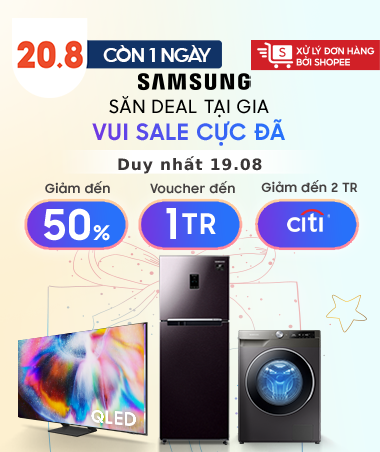 20.8 CÒN 1 NGÀY
S XỬ LÝ ĐƠN HÀNG
BỞI SHOPEE
SAMSUNG
SĂN DEAL TẠI GIA
VUI SALE CỰC ĐÃ
Duy nhất 19.08
Giảm đến
50%
Voucher đến
1TR
Giảm đến 2 TR
citi
QLED